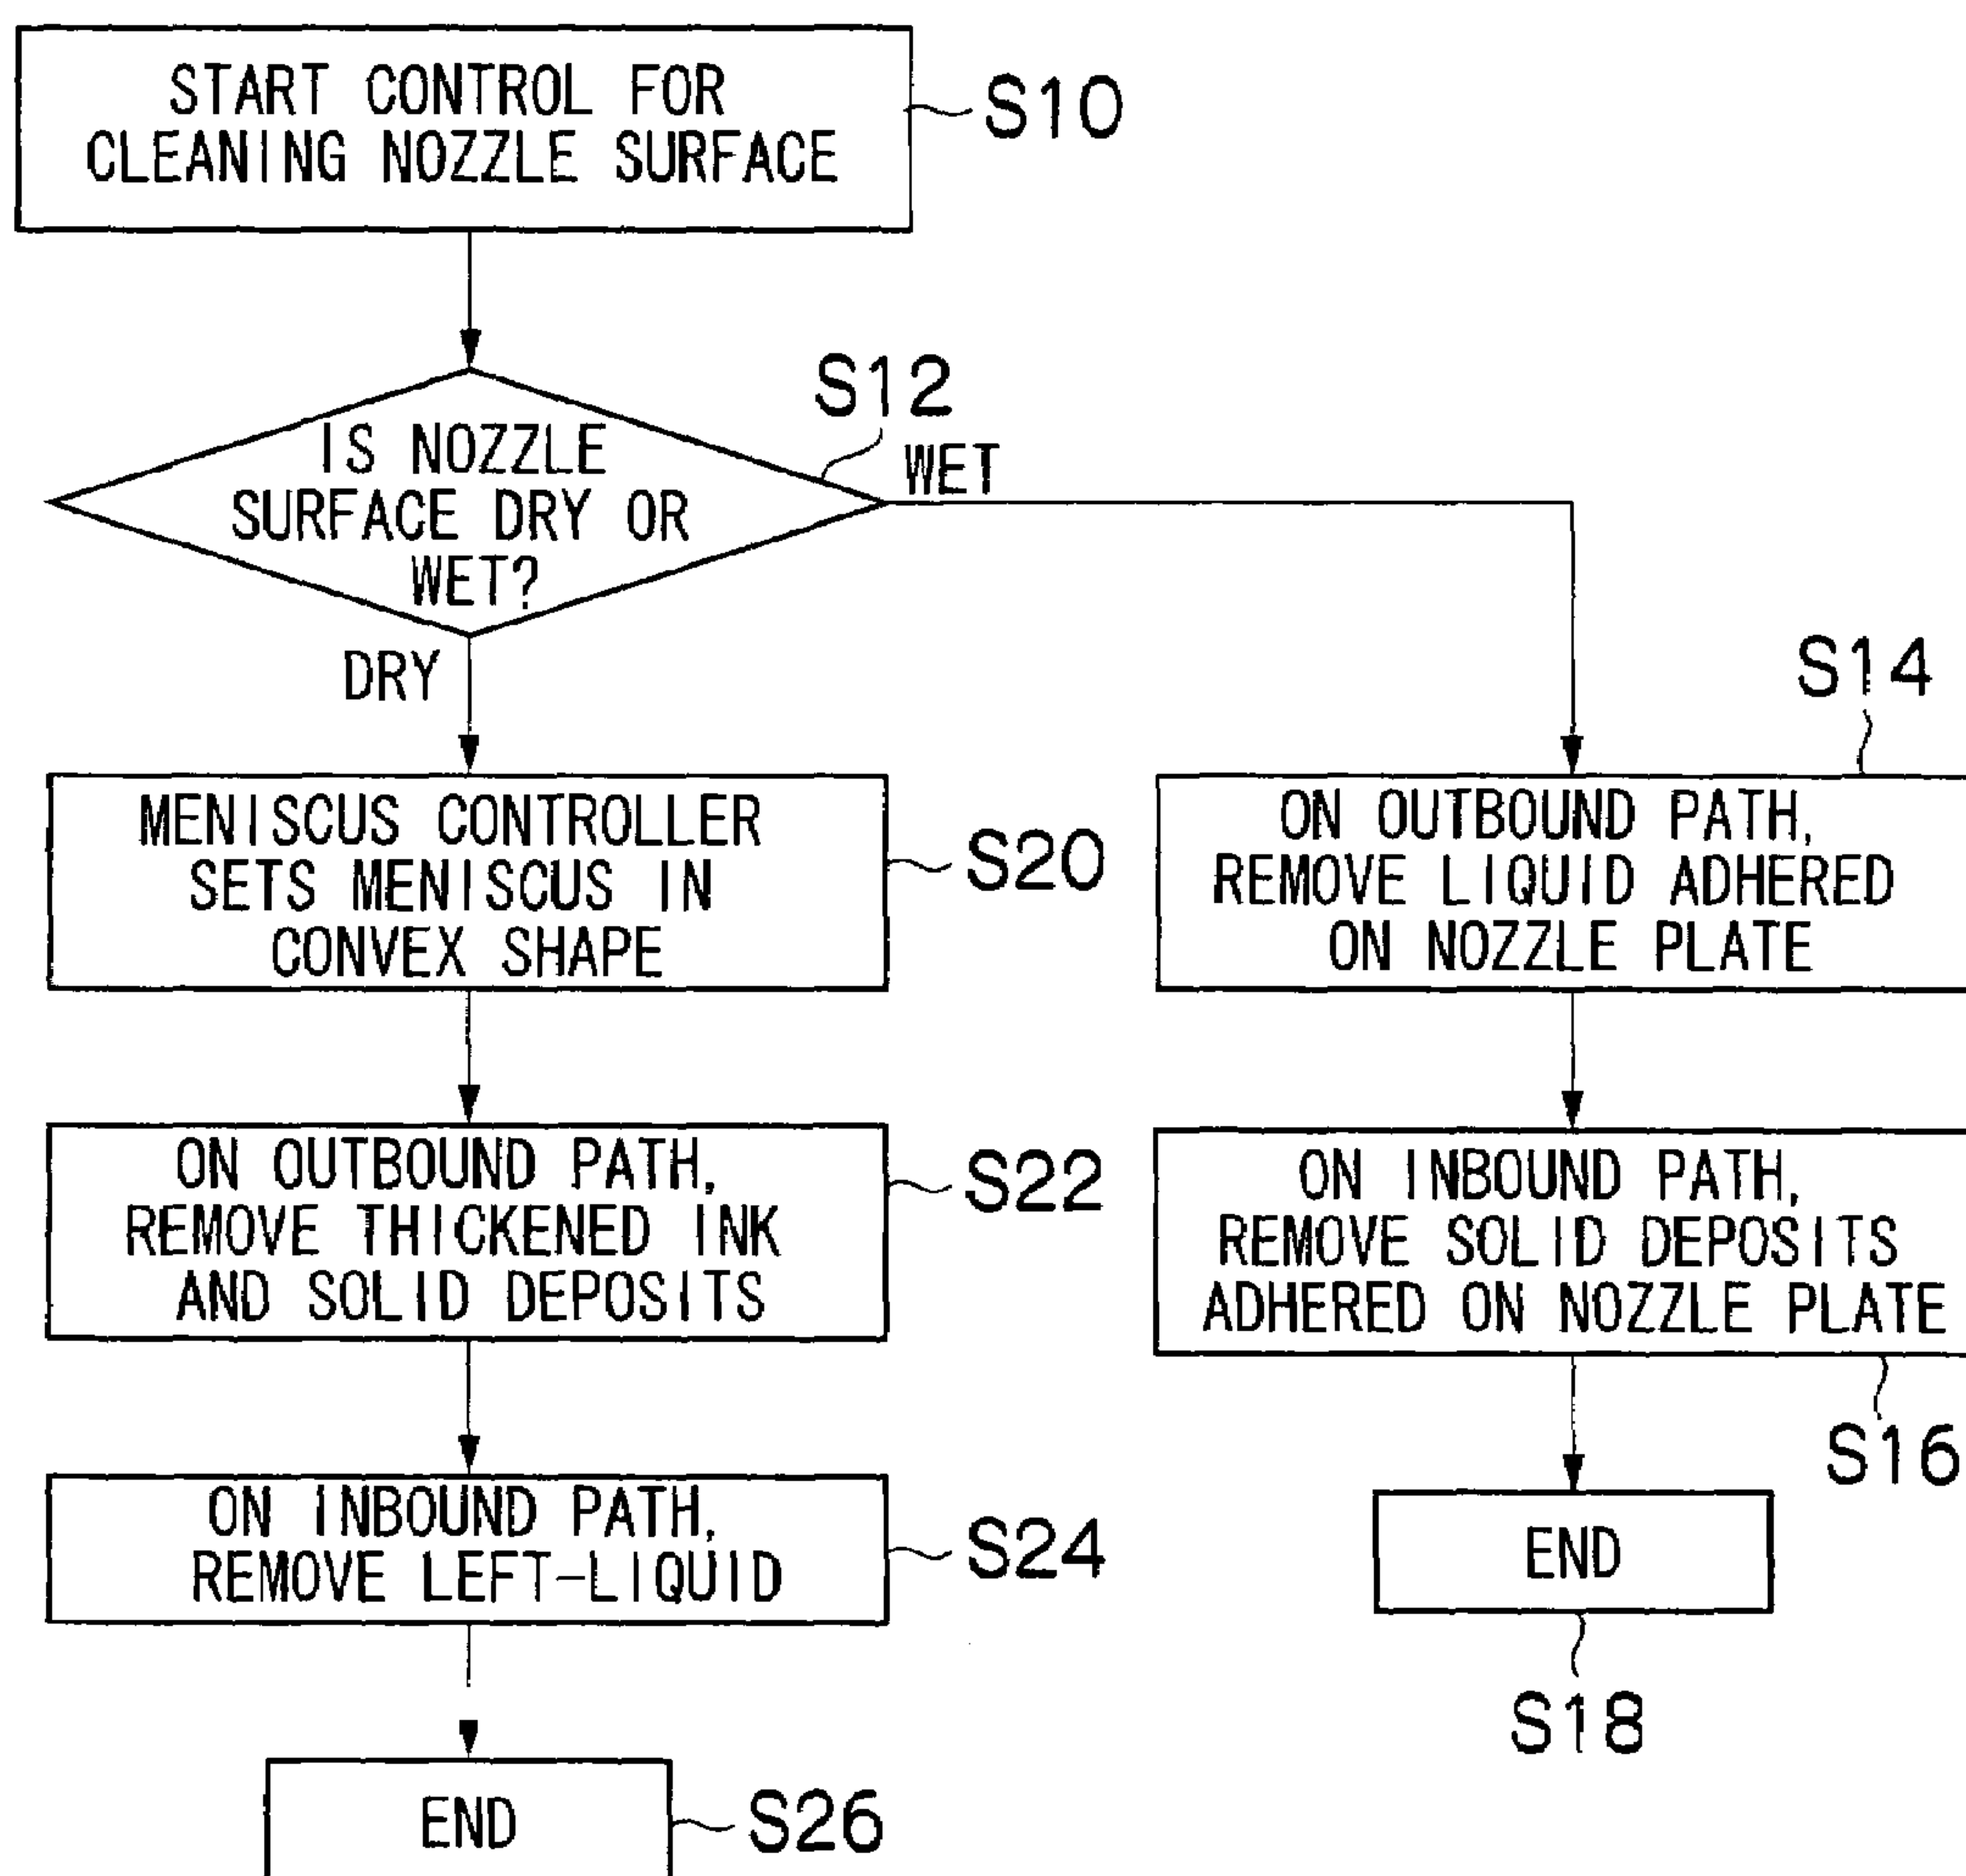 START CONTROL FOR
CLEANING NOZZLE SURFACE
S10
IS NOZZLE
SURFACE DRY OR
WET?
S12
WET
DRY
MENISCUS CONTROLLER
SETS MENISCUS IN
CONVEX SHAPE
S20
ON OUTBOUND PATH,
REMOVE THICKENED INK
AND SOLID DEPOSITS
S22
ON INBOUND PATH,
REMOVE LEFT-LIQUID
S24
END
S26
S14
ON OUTBOUND PATH,
REMOVE LIQUID ADHERED
ON NOZZLE PLATE
ON INBOUND PATH,
REMOVE SOLID DEPOSITS
ADHERED ON NOZZLE PLATE
S16
END
S18